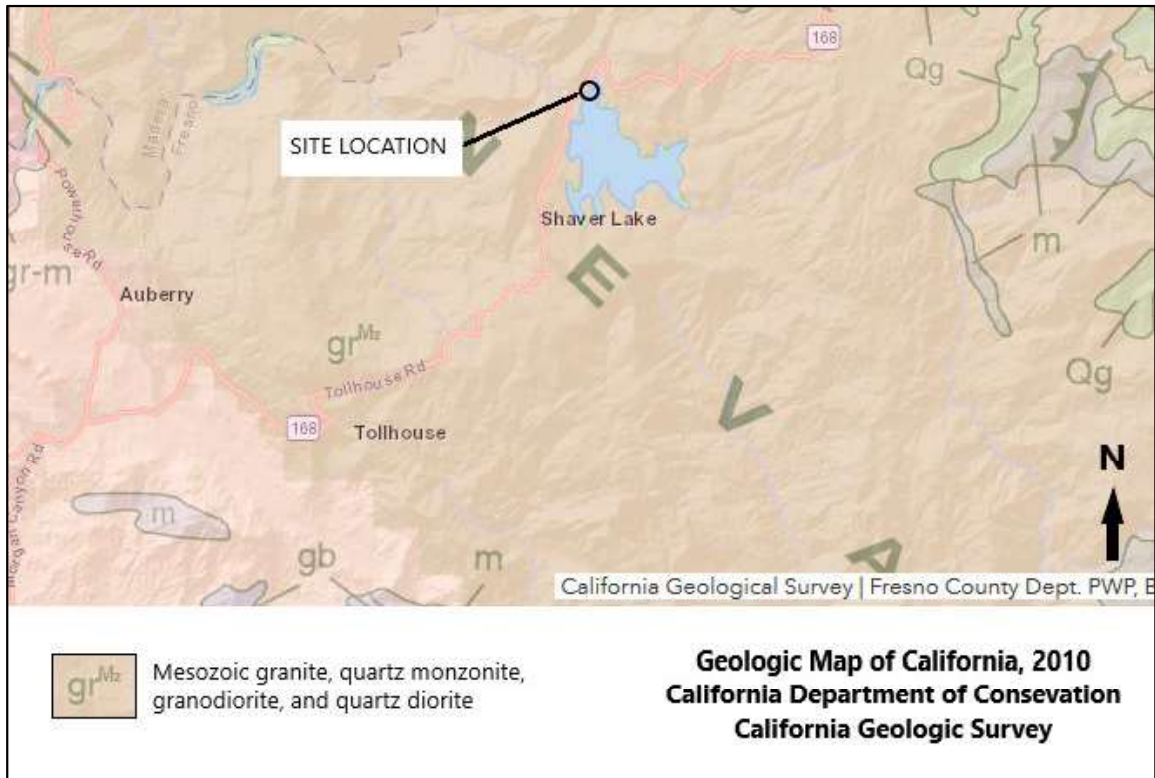 168
Qg
Madera
Fresno
SITE LOCATION
Shaver Lake
m
E
gr-m
Auberry
gr^Mz
Qg
Tollhouse Rd
V
168
Tollhouse
N
m
gb
m
A
California Geological Survey | Fresno County Dept. PWP, E
gr^Mz
Mesozoic granite, quartz monzonite,
granodiorite, and quartz diorite
Geologic Map of California, 2010
California Department of Consevation
California Geologic Survey